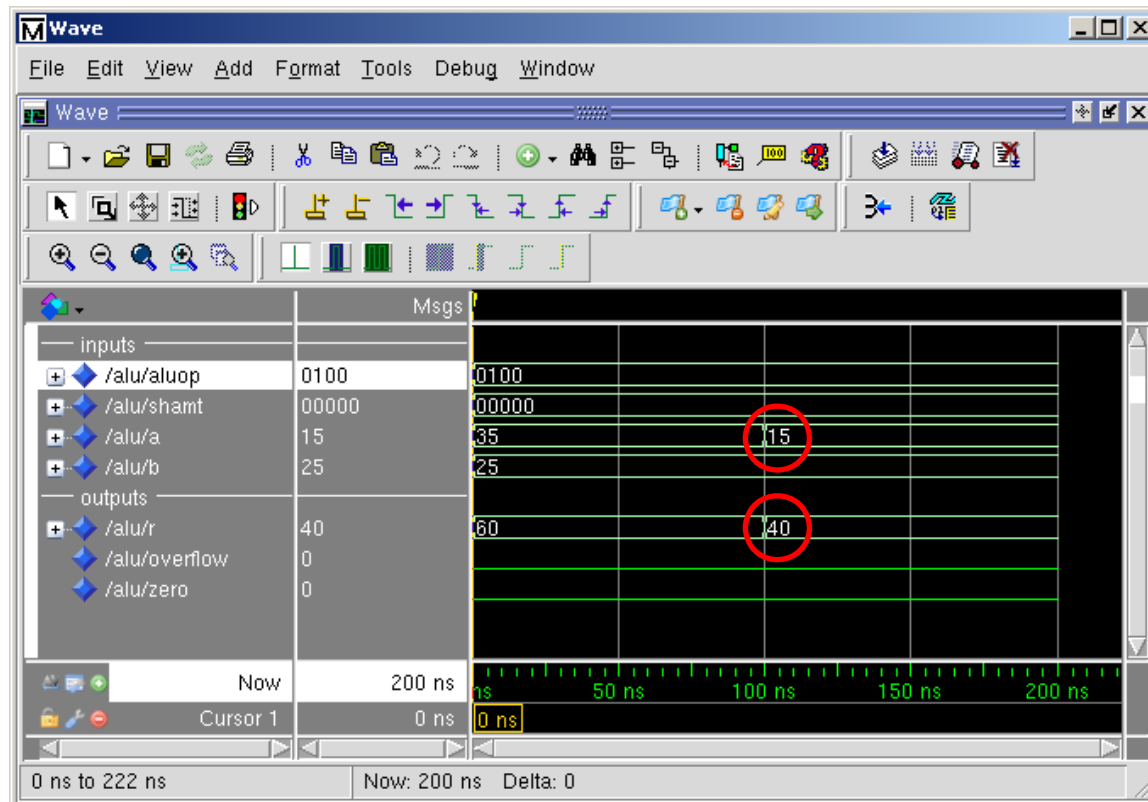 Wave
File Edit View Add Format Tools Debug Window
Wave
Msgs
inputs
/alu/aluop 0100 0100
/alu/shamt 00000 00000
/alu/a 15 35 15
/alu/b 25 25
outputs
/alu/r 40 60 40
/alu/overflow 0
/alu/zero 0
Now 200 ns ns 50 ns 100 ns 150 ns 200 ns
Cursor 1 0 ns 0 ns
0 ns to 222 ns Now: 200 ns Delta: 0